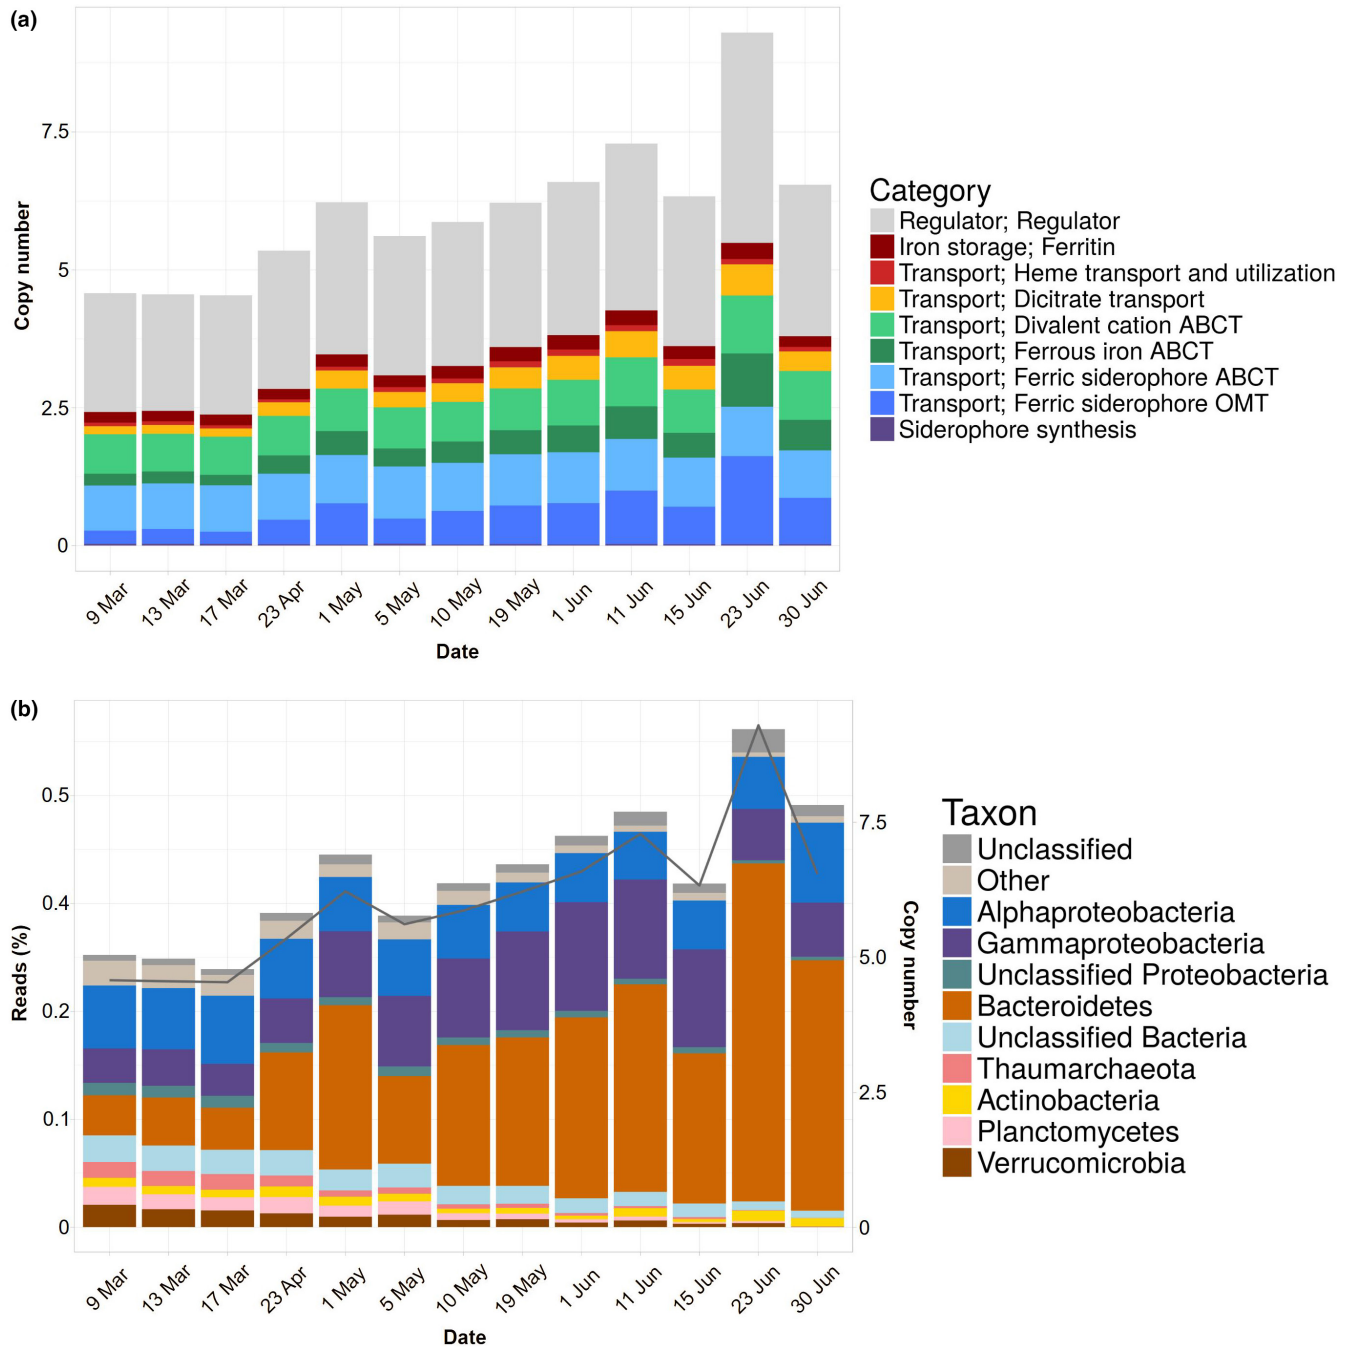 (a)
Copy number
7.5
5
2.5
0
9 Mar
13 Mar
17 Mar
23 Apr
1 May
5 May
10 May
19 May
1 Jun
11 Jun
15 Jun
23 Jun
30 Jun
Date
Category
Regulator; Regulator
Iron storage; Ferritin
Transport; Heme transport and utilization
Transport; Dicitrate transport
Transport; Divalent cation ABCT
Transport; Ferrous iron ABCT
Transport; Ferric siderophore ABCT
Transport; Ferric siderophore OMT
Siderophore synthesis
(b)
Reads (%)
0.5
0.4
0.2
0.1
0
7.5
5.0
2.5
0
Copy number
9 Mar
13 Mar
17 Mar
23 Apr
1 May
5 May
10 May
19 May
1 Jun
11 Jun
15 Jun
23 Jun
30 Jun
Date
Taxon
Unclassified
Other
Alphaproteobacteria
Gammaproteobacteria
Unclassified Proteobacteria
Bacteroidetes
Unclassified Bacteria
Thaumarchaeota
Actinobacteria
Planctomycetes
Verrucomicrobia